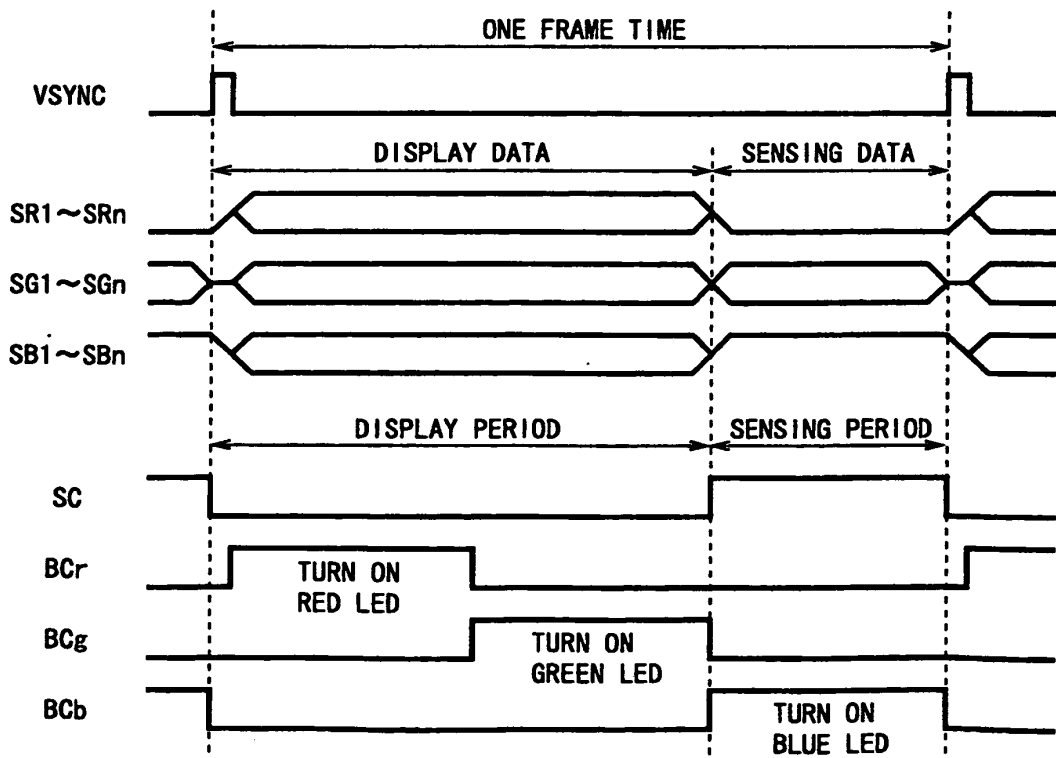 ONE FRAME TIME
VSYNC
DISPLAY DATA
SENSING DATA
SR1~SRn
SG1~SGn
SB1~SBn
DISPLAY PERIOD
SENSING PERIOD
SC
BCr
TURN ON
RED LED
BCg
TURN ON
GREEN LED
BCb
TURN ON
BLUE LED